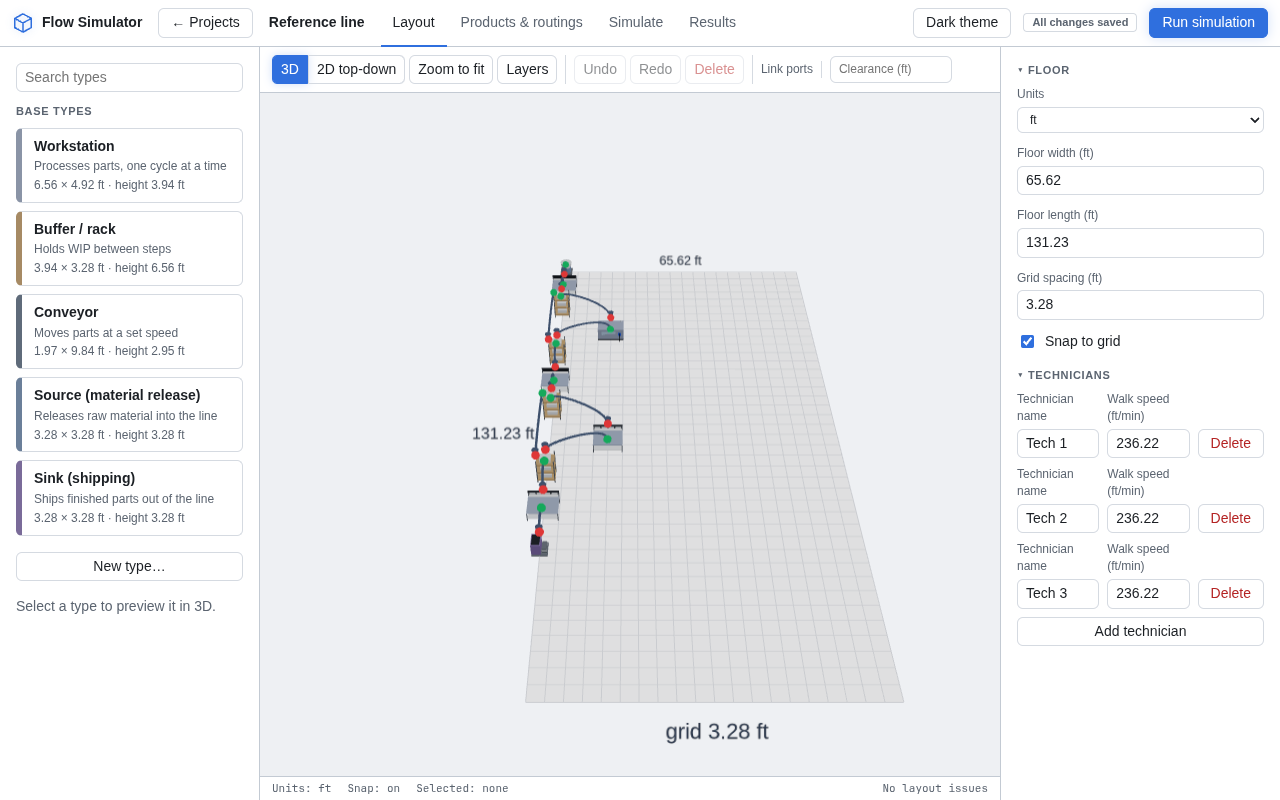 Flow Simulator
← Projects
Reference line
Layout
Products & routings
Simulate
Results
Dark theme
All changes saved
Run simulation
Search types
BASE TYPES
Workstation
Processes parts, one cycle at a time
6.56 × 4.92 ft · height 3.94 ft
Buffer / rack
Holds WIP between steps
3.94 × 3.28 ft · height 6.56 ft
Conveyor
Moves parts at a set speed
1.97 × 9.84 ft · height 2.95 ft
Source (material release)
Releases raw material into the line
3.28 × 3.28 ft · height 3.28 ft
Sink (shipping)
Ships finished parts out of the line
3.28 × 3.28 ft · height 3.28 ft
New type…
Select a type to preview it in 3D.
3D
2D top-down
Zoom to fit
Layers
Undo
Redo
Delete
Link ports
Clearance (ft)
65.62 ft
131.23 ft
grid 3.28 ft
Units: ft
Snap: on
Selected: none
No layout issues
FLOOR
Units
ft
Floor width (ft)
65.62
Floor length (ft)
131.23
Grid spacing (ft)
3.28
Snap to grid
TECHNICIANS
Technician name
Walk speed (ft/min)
Tech 1
236.22
Delete
Technician name
Walk speed (ft/min)
Tech 2
236.22
Delete
Technician name
Walk speed (ft/min)
Tech 3
236.22
Delete
Add technician